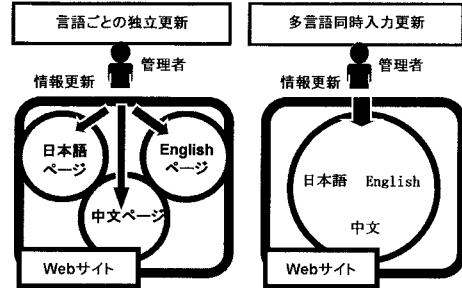 言語ごとの独立更新
管理者
情報更新
日本語
ページ
English
ページ
中文ページ
Webサイト
多言語同時入力更新
管理者
情報更新
日本語 English
中文
Webサイト